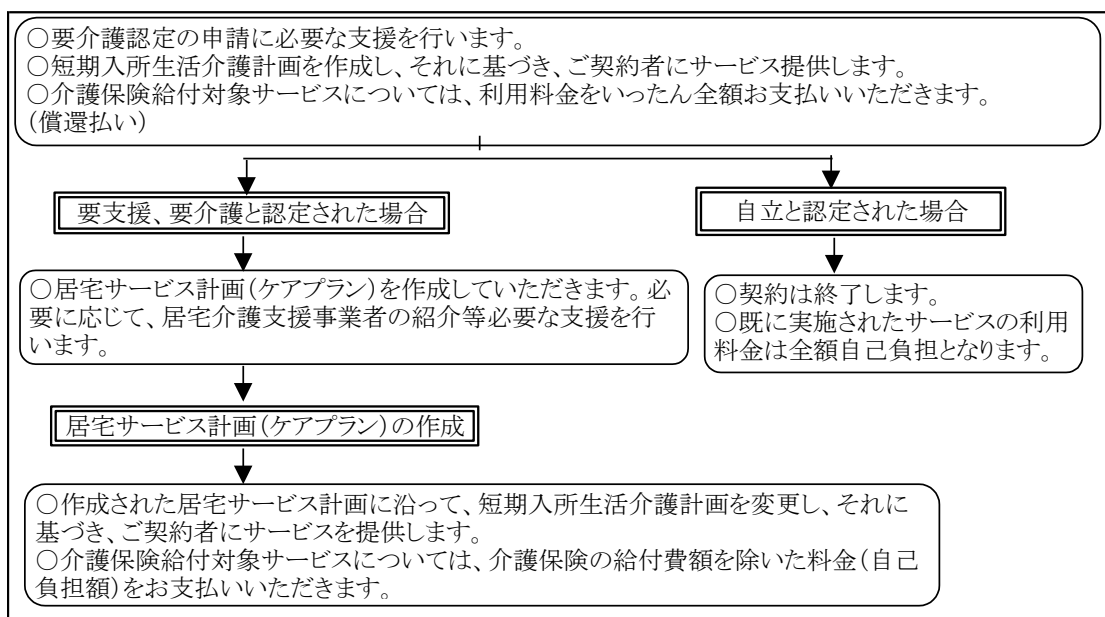 ○要介護認定の申請に必要な支援を行います。
○短期入所生活介護計画を作成し、それに基づき、ご契約者にサービス提供します。
○介護保険給付対象サービスについては、利用料金をいったん全額お支払いいただきます。
(償還払い)
要支援、要介護と認定された場合
自立と認定された場合
○居宅サービス計画(ケアプラン)を作成していただきます。必
要に応じて、居宅介護支援事業者の紹介等必要な支援を行
います。
○契約は終了します。
○既に実施されたサービスの利用
料金は全額自己負担となります。
居宅サービス計画(ケアプラン)の作成
○作成された居宅サービス計画に沿って、短期入所生活介護計画を変更し、それに
基づき、ご契約者にサービスを提供します。
○介護保険給付対象サービスについては、介護保険の給付費額を除いた料金(自己
負担額)をお支払いいただきます。